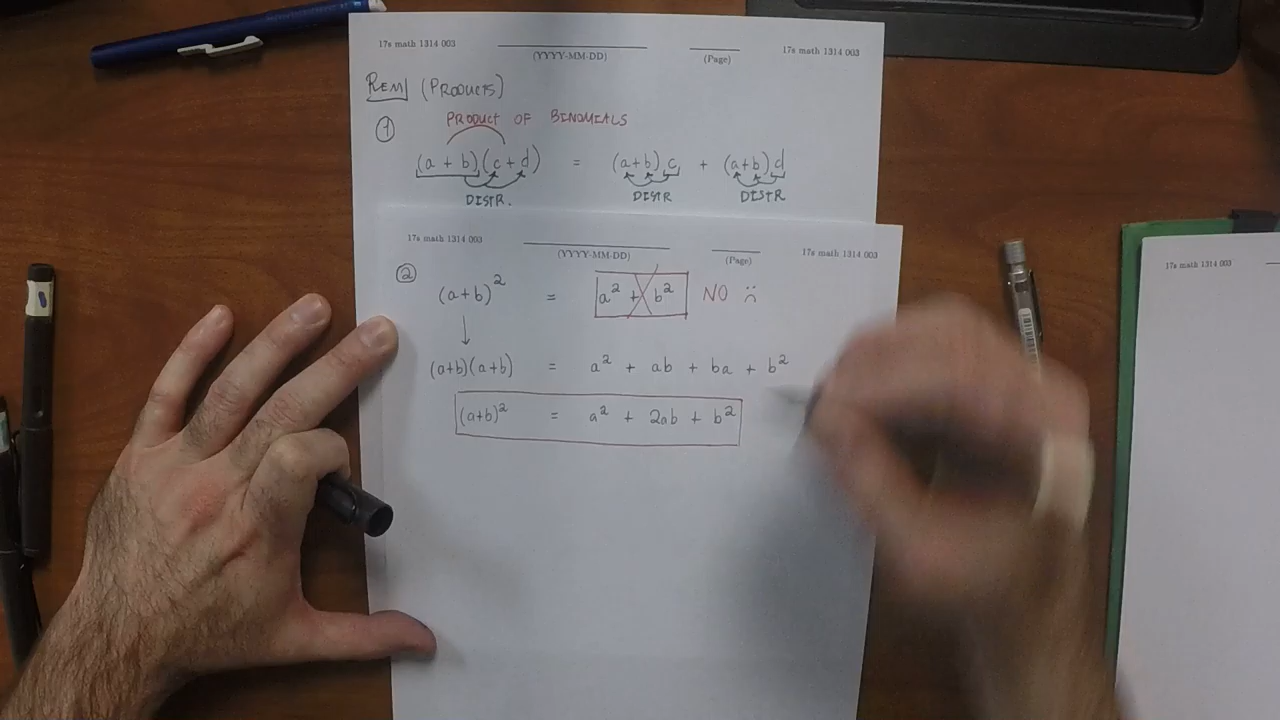 17s math 1314 003 (YYYY-MM-DD) (Page) 17s math 1314 003
REM (PRODUCTS)
① PRODUCT OF BINOMIALS
(a + b)(c + d) = (a+b) c + (a+b) d
DISTR. DISTR DISTR
17s math 1314 003 (YYYY-MM-DD) (Page) 17s math 1314 003
② (a+b)² = a² + b² NO ☹
(a+b)(a+b) = a² + ab + ba + b²
(a+b)² = a² + 2ab + b²
17s math 1314 003